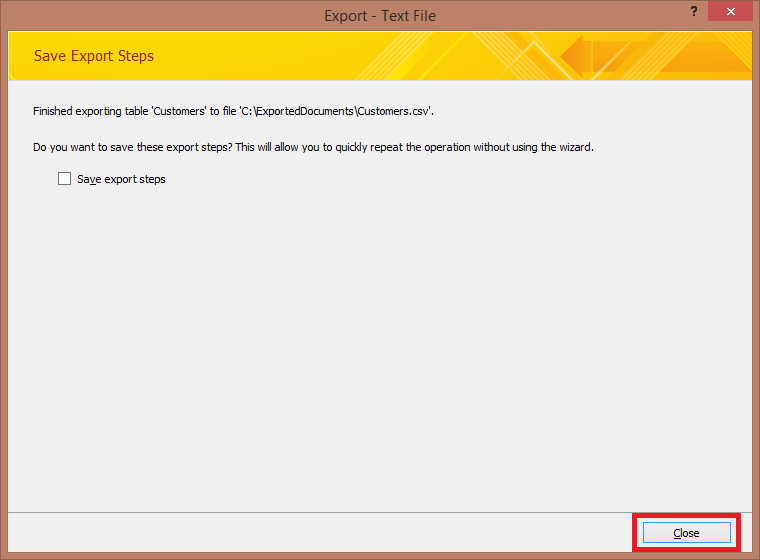 Export - Text File
?
Save Export Steps
Finished exporting table 'Customers' to file 'C:\ExportedDocuments\Customers.csv'.
Do you want to save these export steps? This will allow you to quickly repeat the operation without using the wizard.
Save export steps
Close